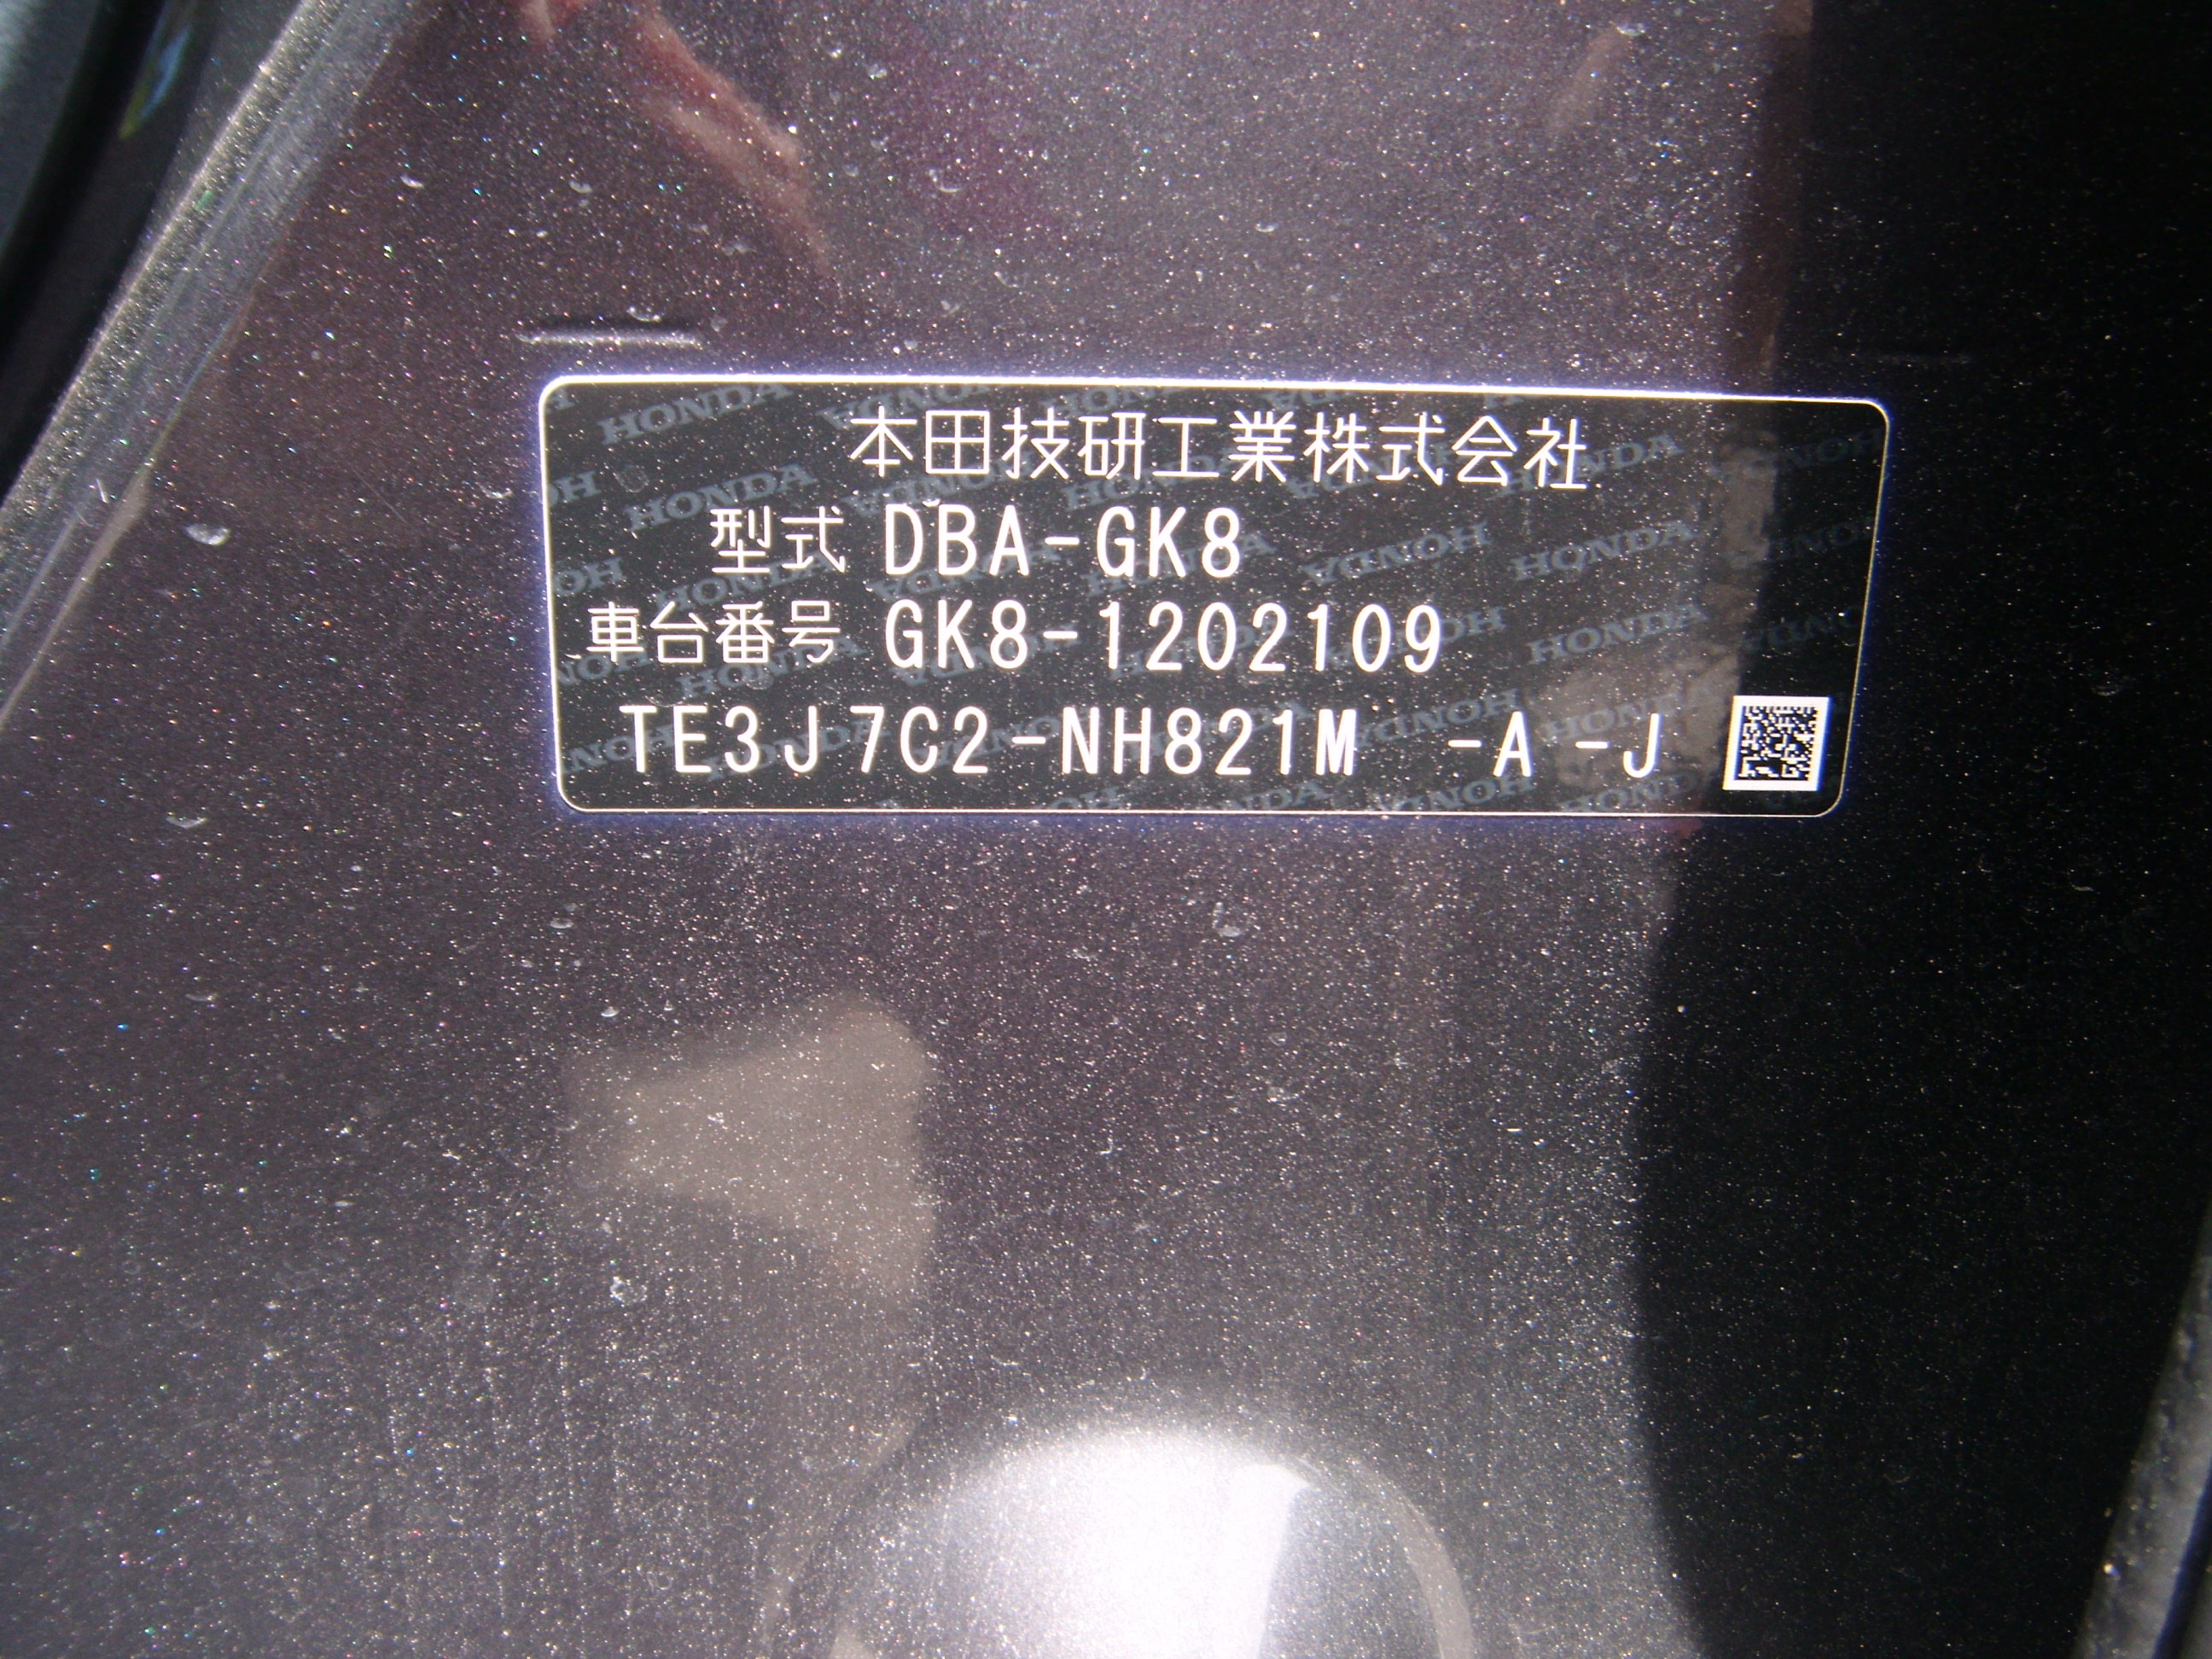 本田技研工業株式会社
型式 DBA-GK8
車台番号 GK8-1202109
TE3J7C2-NH821M -A -J